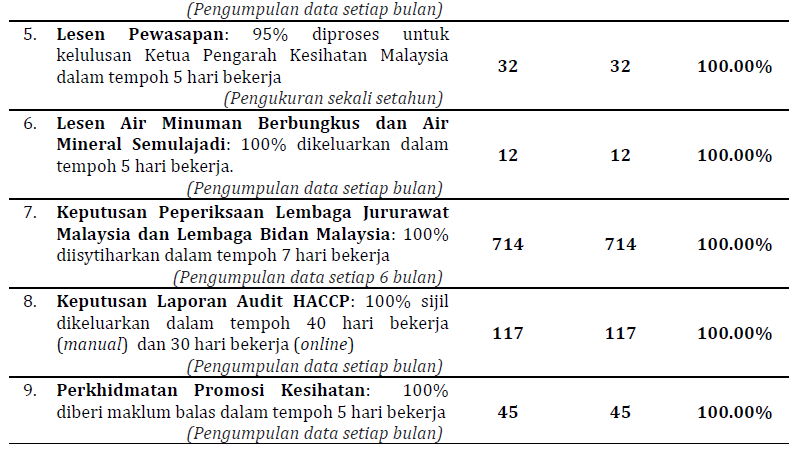 (Pengumpulan data setiap bulan)
5. Lesen Pewasapan: 95% diproses untuk
kelulusan Ketua Pengarah Kesihatan Malaysia
dalam tempoh 5 hari bekerja
32 32 100.00%
(Pengukuran sekali setahun)
6. Lesen Air Minuman Berbungkus dan Air
Mineral Semulajadi: 100% dikeluarkan dalam
tempoh 5 hari bekerja.
12 12 100.00%
(Pengumpulan data setiap bulan)
7. Keputusan Peperiksaan Lembaga Jururawat
Malaysia dan Lembaga Bidan Malaysia: 100%
diisytiharkan dalam tempoh 7 hari bekerja
714 714 100.00%
(Pengumpulan data setiap 6 bulan)
8. Keputusan Laporan Audit HACCP: 100% sijil
dikeluarkan dalam tempoh 40 hari bekerja
(manual) dan 30 hari bekerja (online)
117 117 100.00%
(Pengumpulan data setiap bulan)
9. Perkhidmatan Promosi Kesihatan: 100%
diberi maklum balas dalam tempoh 5 hari bekerja
45 45 100.00%
(Pengumpulan data setiap bulan)